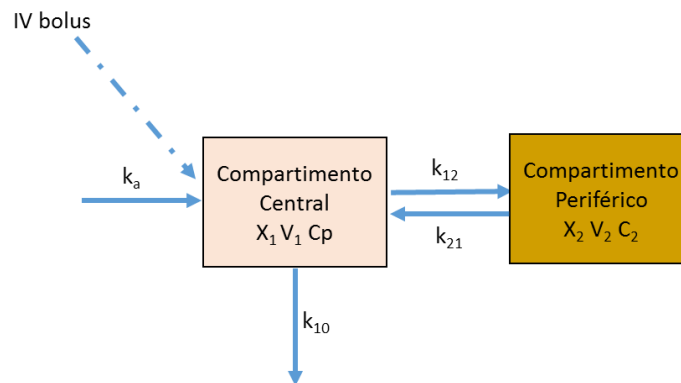 IV bolus
kₐ
Compartimento
Central
X₁ V₁ Cp
k₁₂
k₂₁
Compartimento
Periférico
X₂ V₂ C₂
k₁₀